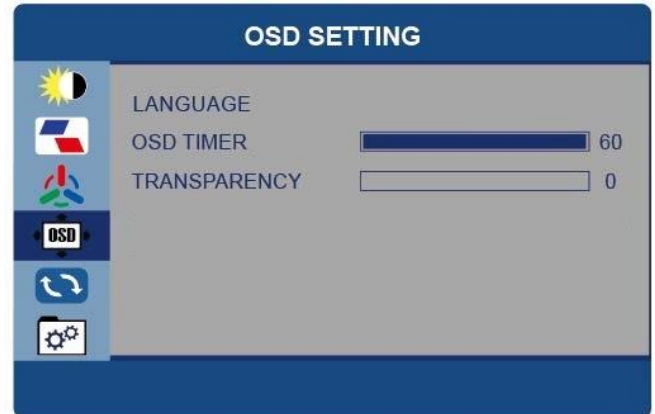 OSD SETTING
LANGUAGE
OSD TIMER 60
TRANSPARENCY 0
OSD